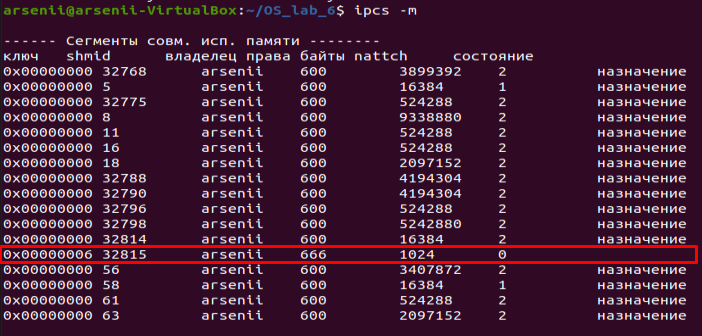 arsenii@arsenii-VirtualBox:~/OS_lab_6$ ipcs -m
------ Сегменты совм. исп. памяти --------
ключ shmid владелец права байты nattch состояние
0x00000000 32768 arsenii 600 3899392 2 назначение
0x00000000 5 arsenii 600 16384 1 назначение
0x00000000 32775 arsenii 600 524288 2 назначение
0x00000000 8 arsenii 600 9338880 2 назначение
0x00000000 11 arsenii 600 524288 2 назначение
0x00000000 16 arsenii 600 524288 2 назначение
0x00000000 18 arsenii 600 2097152 2 назначение
0x00000000 32788 arsenii 600 4194304 2 назначение
0x00000000 32790 arsenii 600 4194304 2 назначение
0x00000000 32796 arsenii 600 524288 2 назначение
0x00000000 32798 arsenii 600 5242880 2 назначение
0x00000000 32814 arsenii 600 16384 2 назначение
0x00000006 32815 arsenii 666 1024 0
0x00000000 56 arsenii 600 3407872 2 назначение
0x00000000 58 arsenii 600 16384 1 назначение
0x00000000 61 arsenii 600 524288 2 назначение
0x00000000 63 arsenii 600 2097152 2 назначение